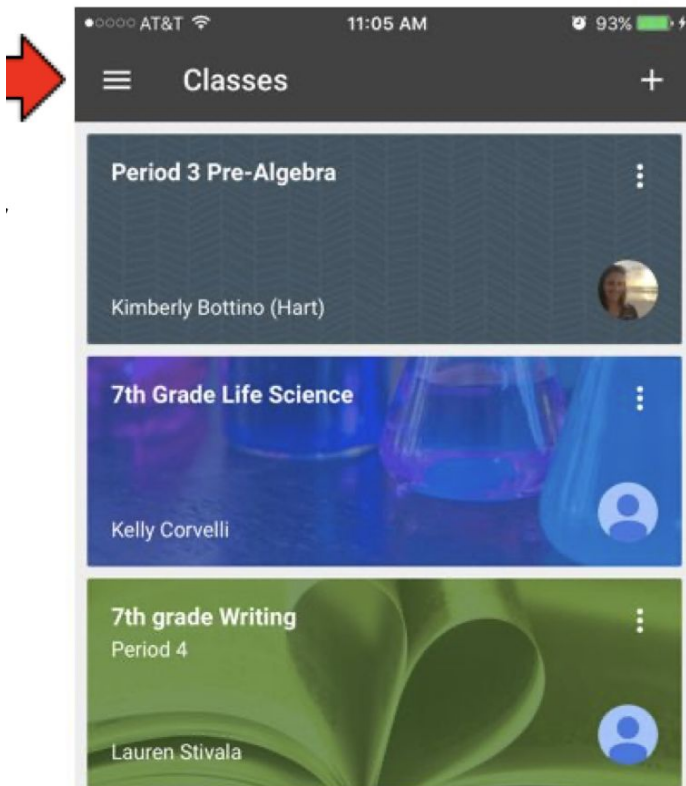 AT&T 11:05 AM 93%
Classes
Period 3 Pre-Algebra
Kimberly Bottino (Hart)
7th Grade Life Science
Kelly Corvelli
7th grade Writing
Period 4
Lauren Stivala